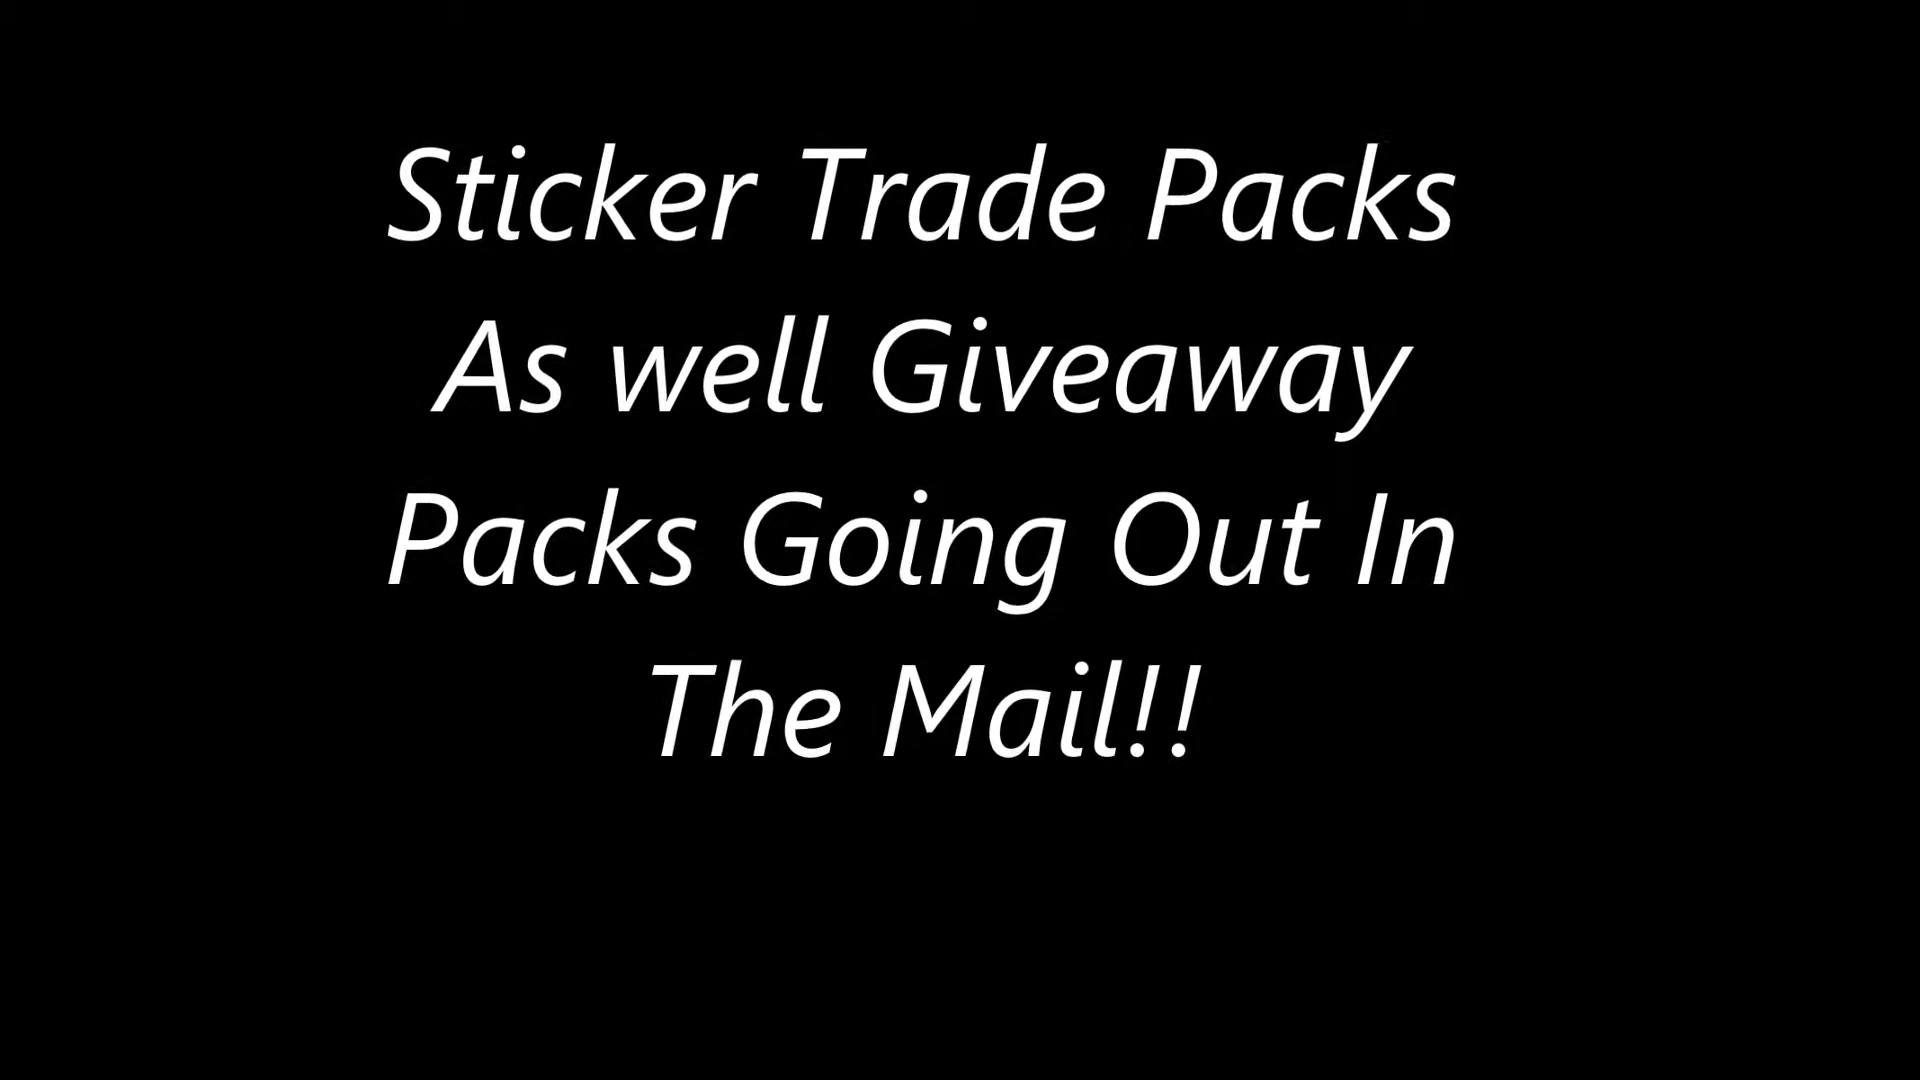 Sticker Trade Packs
As well Giveaway
Packs Going Out In
The Mail!!